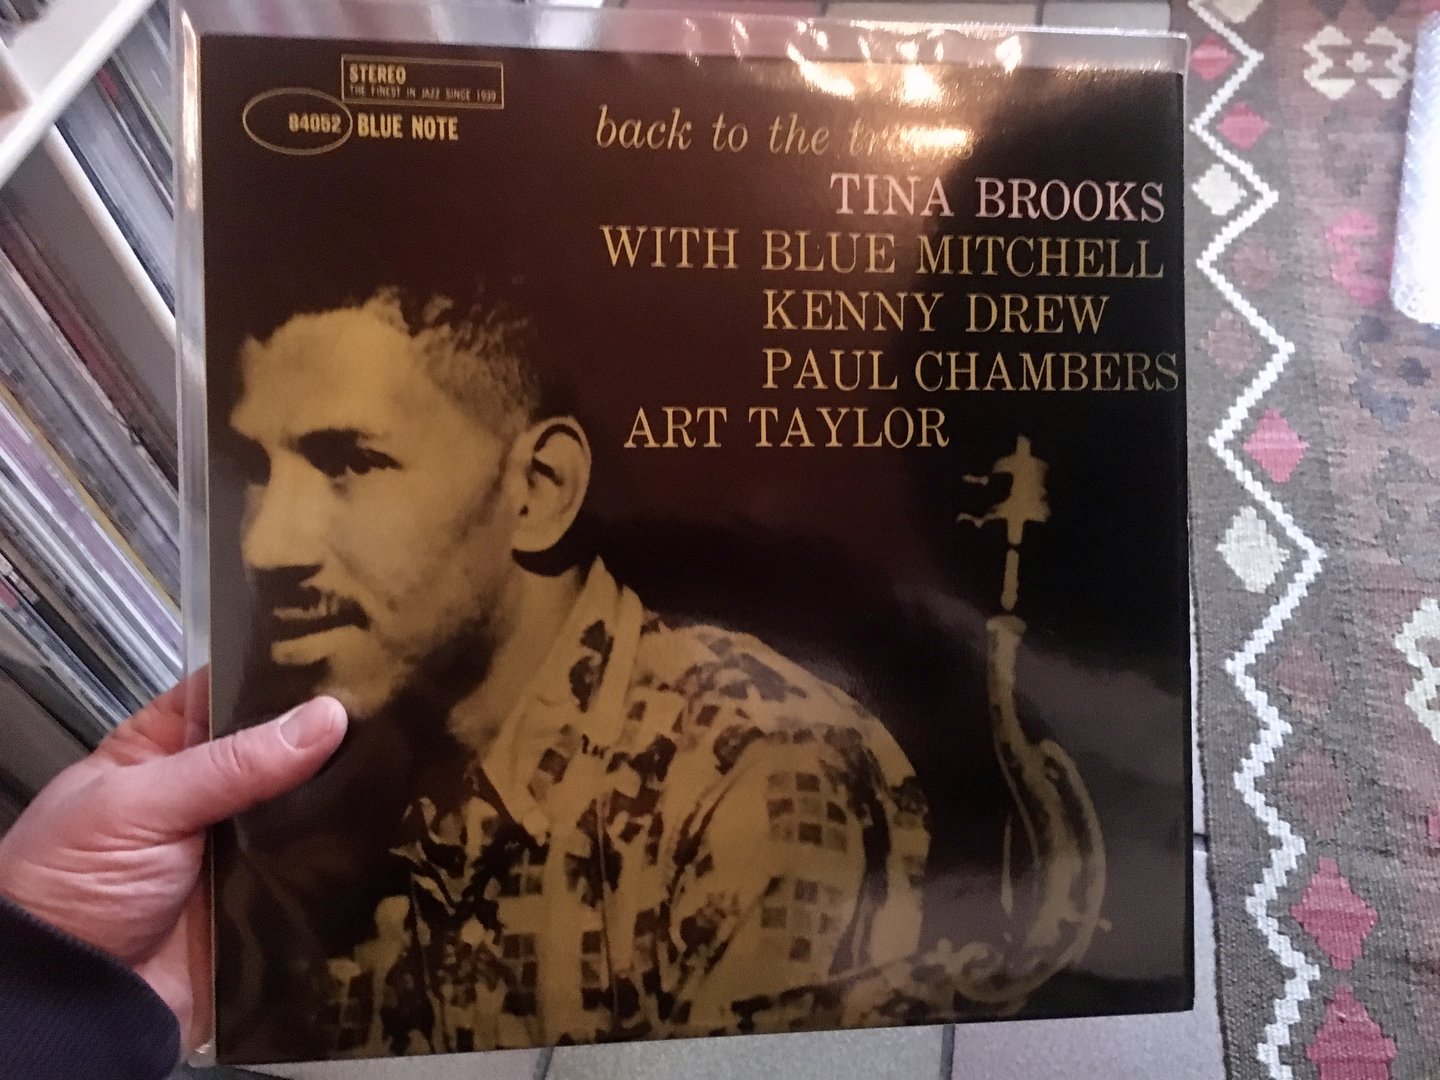 STEREO
THE FINEST IN JAZZ SINCE 1939
84052 BLUE NOTE
back to the tracks
TINA BROOKS
WITH BLUE MITCHELL
KENNY DREW
PAUL CHAMBERS
ART TAYLOR